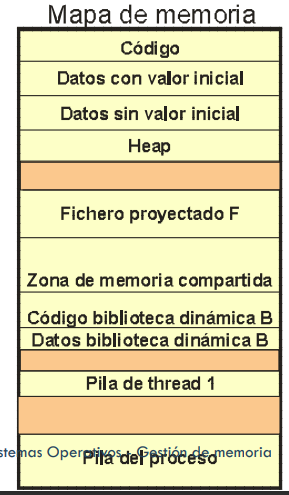 Mapa de memoria
Código
Datos con valor inicial
Datos sin valor inicial
Heap
Fichero proyectado F
Zona de memoria compartida
Código biblioteca dinámica B
Datos biblioteca dinámica B
Pila de thread 1
stemas Operativos - Gestión de memoria
Pila del proceso